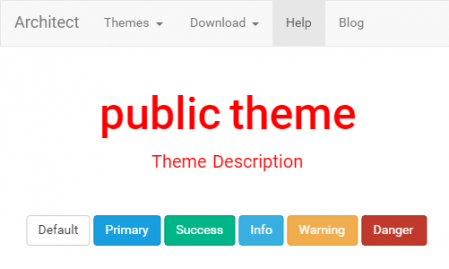 Architect Themes Download Help Blog
public theme
Theme Description
Default Primary Success Info Warning Danger